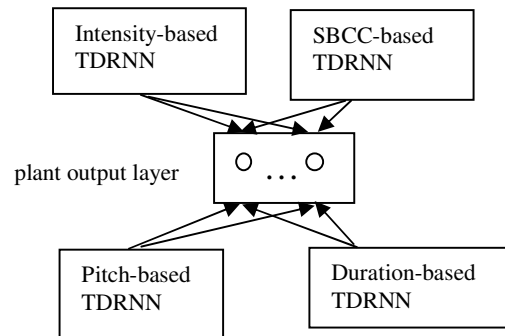 Intensity-based
TDRNN
SBCC-based
TDRNN
plant output layer
...
Pitch-based
TDRNN
Duration-based
TDRNN